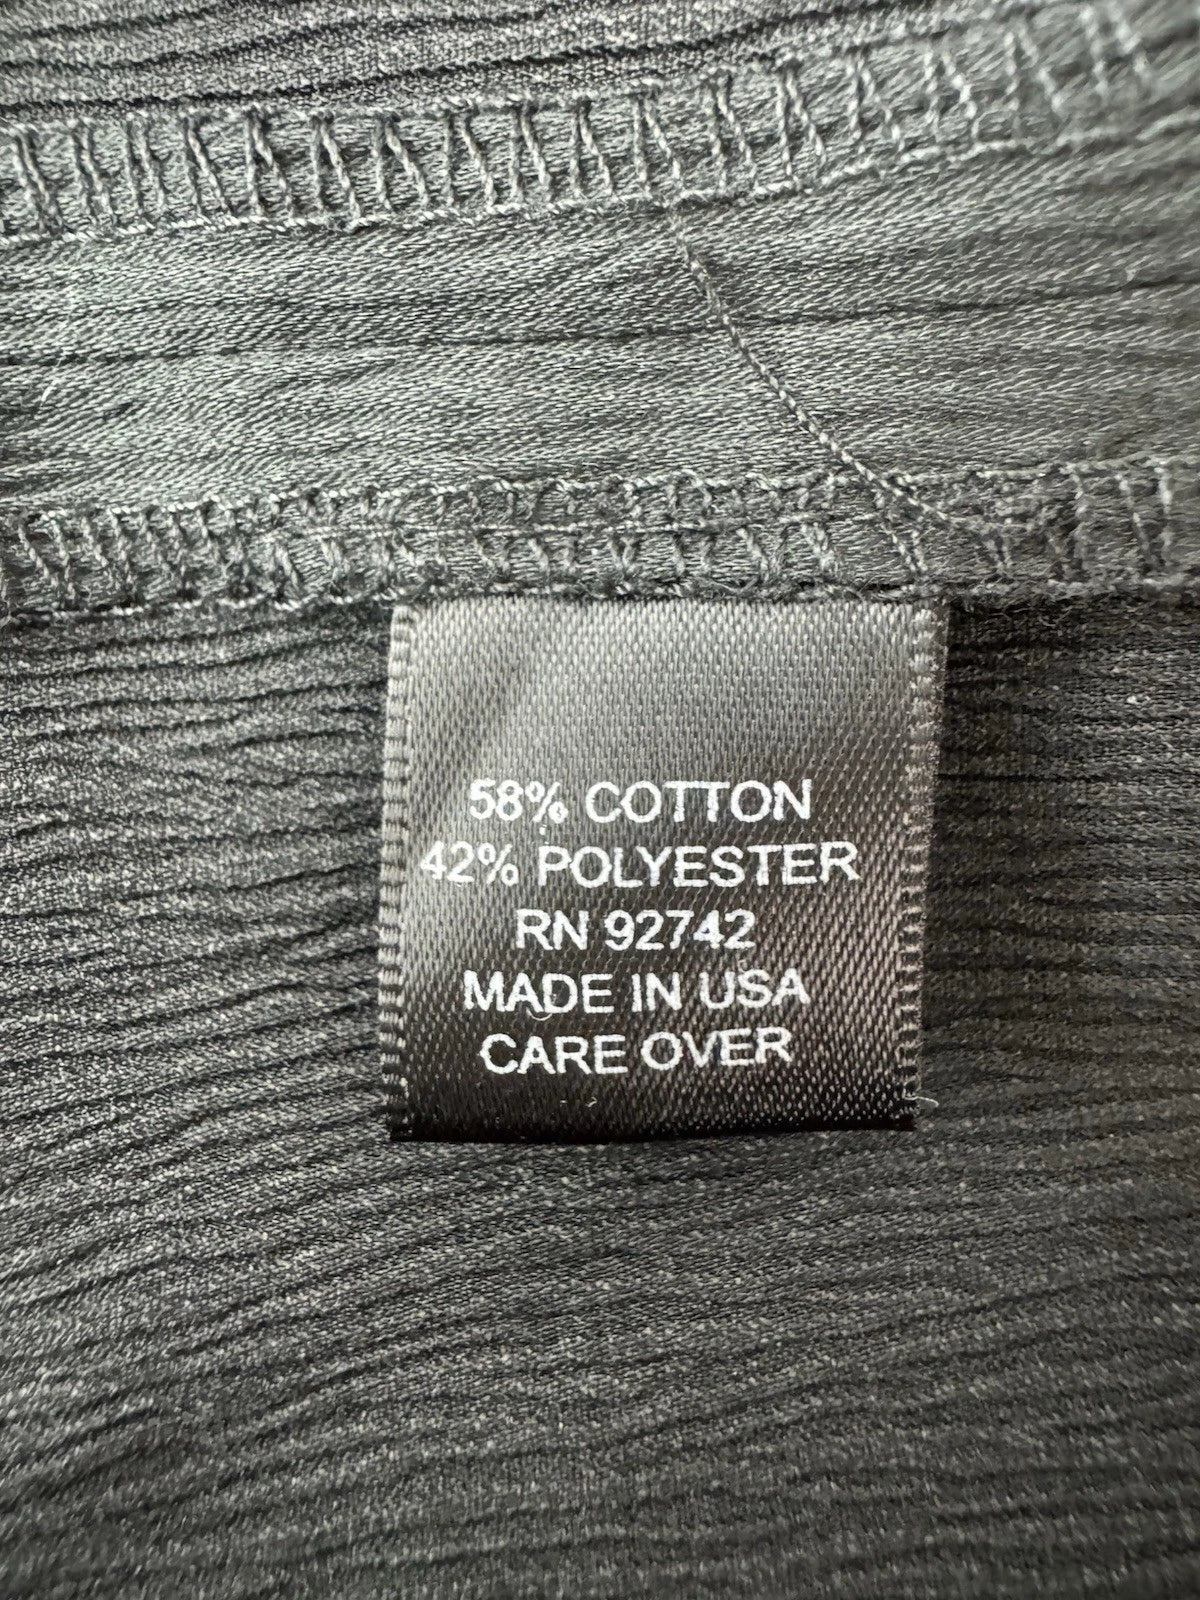 58% COTTON
42% POLYESTER
RN 92742
MADE IN USA
CARE OVER